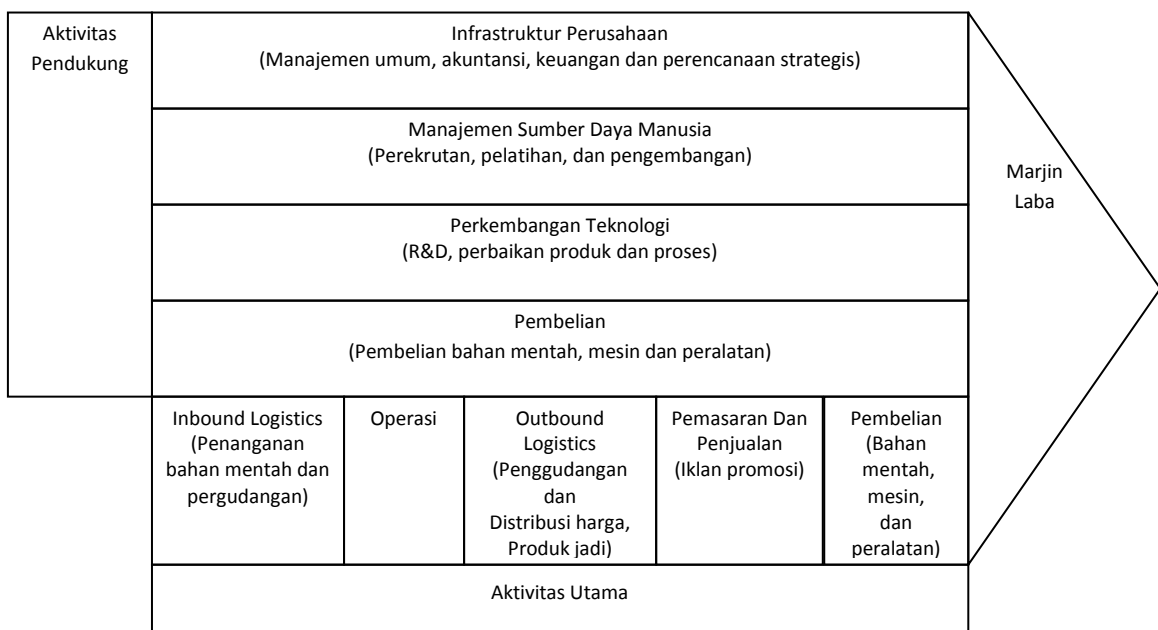 Aktivitas
Pendukung
Infrastruktur Perusahaan
(Manajemen umum, akuntansi, keuangan dan perencanaan strategis)
Manajemen Sumber Daya Manusia
(Perekrutan, pelatihan, dan pengembangan)
Perkembangan Teknologi
(R&D, perbaikan produk dan proses)
Pembelian
(Pembelian bahan mentah, mesin dan peralatan)
Marjin
Laba
Inbound Logistics
(Penanganan
bahan mentah dan
pergudangan)
Operasi
Outbound
Logistics
(Penggudangan
dan
Distribusi harga,
Produk jadi)
Pemasaran Dan
Penjualan
(Iklan promosi)
Pembelian
(Bahan
mentah,
mesin,
dan
peralatan)
Aktivitas Utama